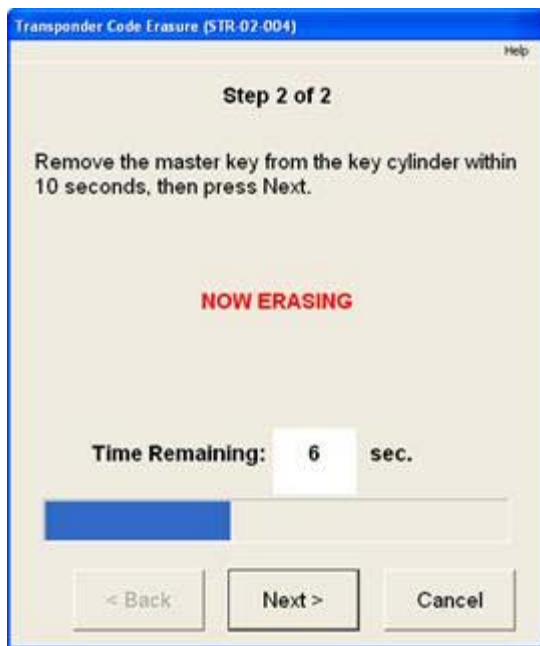 Transponder Code Erasure (STR-02-004)
Help
Step 2 of 2
Remove the master key from the key cylinder within
10 seconds, then press Next.
NOW ERASING
Time Remaining: 6 sec.
< Back Next > Cancel